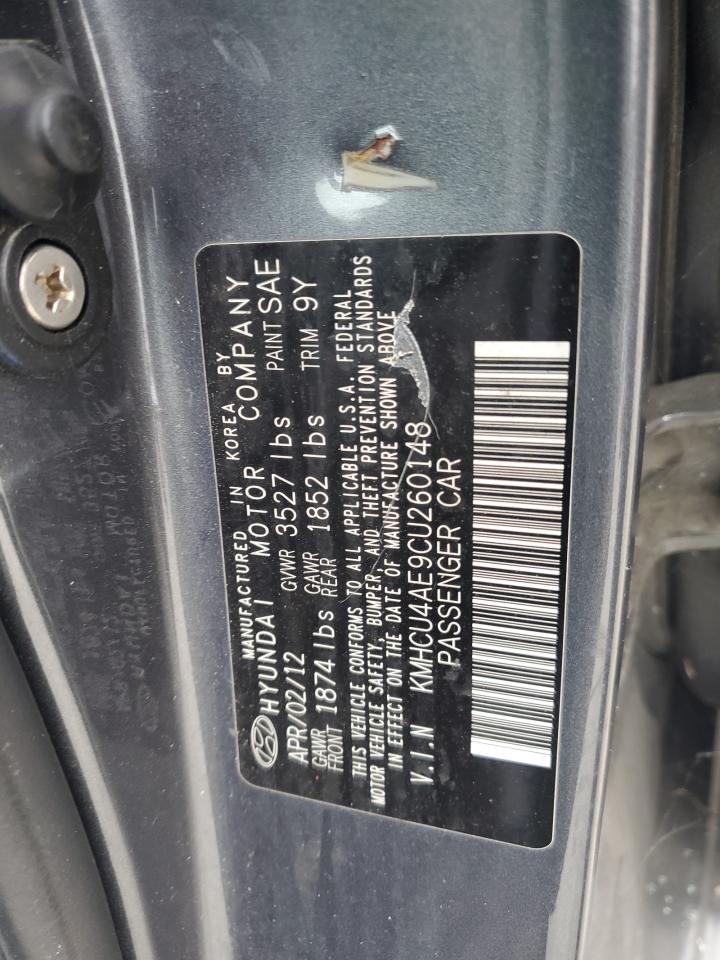 MANUFACTURED IN KOREA BY
HYUNDAI MOTOR COMPANY
APR/02/12 GVWR 3527 lbs PAINT SAE
GAWR FRONT 1874 lbs GAWR REAR 1852 lbs TRIM 9Y
THIS VEHICLE CONFORMS TO ALL APPLICABLE U.S.A. FEDERAL
MOTOR VEHICLE SAFETY, BUMPER, AND THEFT PREVENTION STANDARDS
IN EFFECT ON THE DATE OF MANUFACTURE SHOWN ABOVE
V.I.N KMHCU4AE9CU260148
PASSENGER CAR